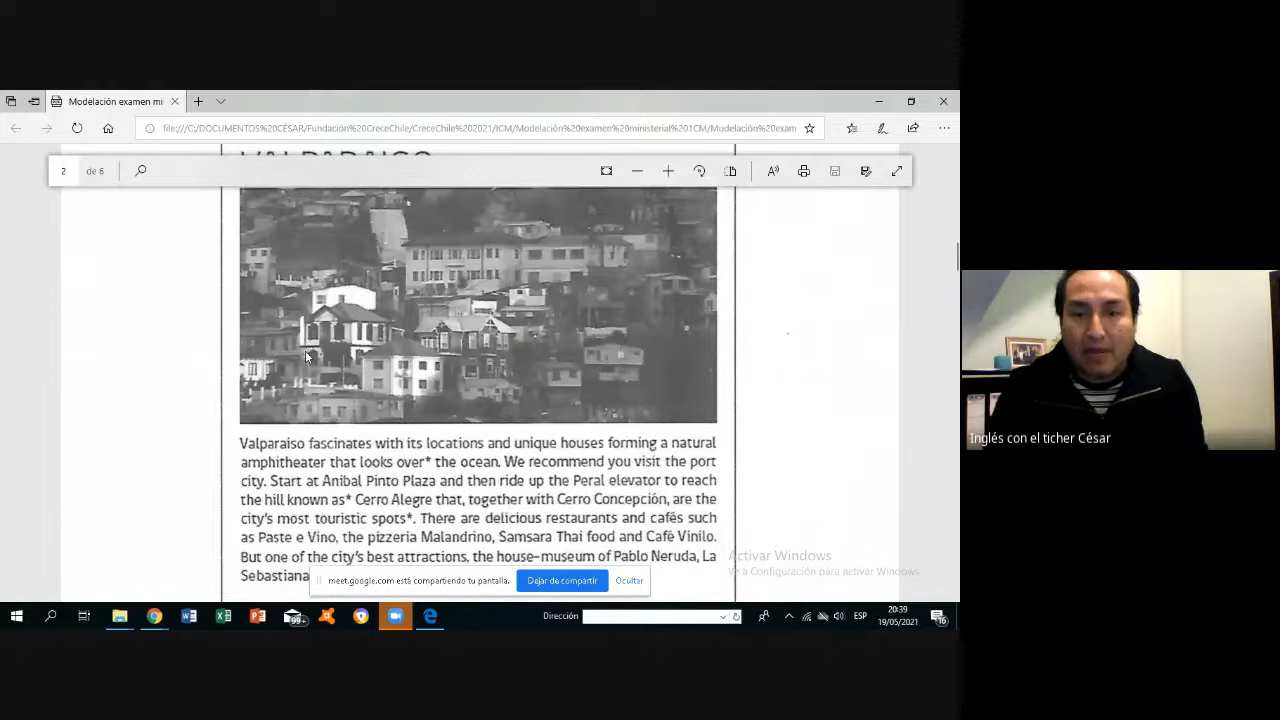 Modelación examen mi
file:///C:/DOCUMENTOS%20CÉSAR/Fundación%20CreceChile/CreceChile%202021/ICM/Modelación%20examen%20ministerial%201CM/Modelación%20exam
VALPARAISO
2 de 6
Valparaiso fascinates with its locations and unique houses forming a natural
amphitheater that looks over* the ocean. We recommend you visit the port
city. Start at Anibal Pinto Plaza and then ride up the Peral elevator to reach
the hill known as* Cerro Alegre that, together with Cerro Concepción, are the
city's most touristic spots*. There are delicious restaurants and cafés such
as Paste e Vino, the pizzeria Malandrino, Samsara Thai food and Café Vinilo.
But one of the city's best attractions, the house-museum of Pablo Neruda, La
Sebastiana
Activar Windows
Ve a Configuración para activar Windows
meet.google.com está compartiendo tu pantalla.
Dejar de compartir
Ocultar
Inglés con el ticher César
99+
Dirección
ESP
20:39
19/05/2021
16